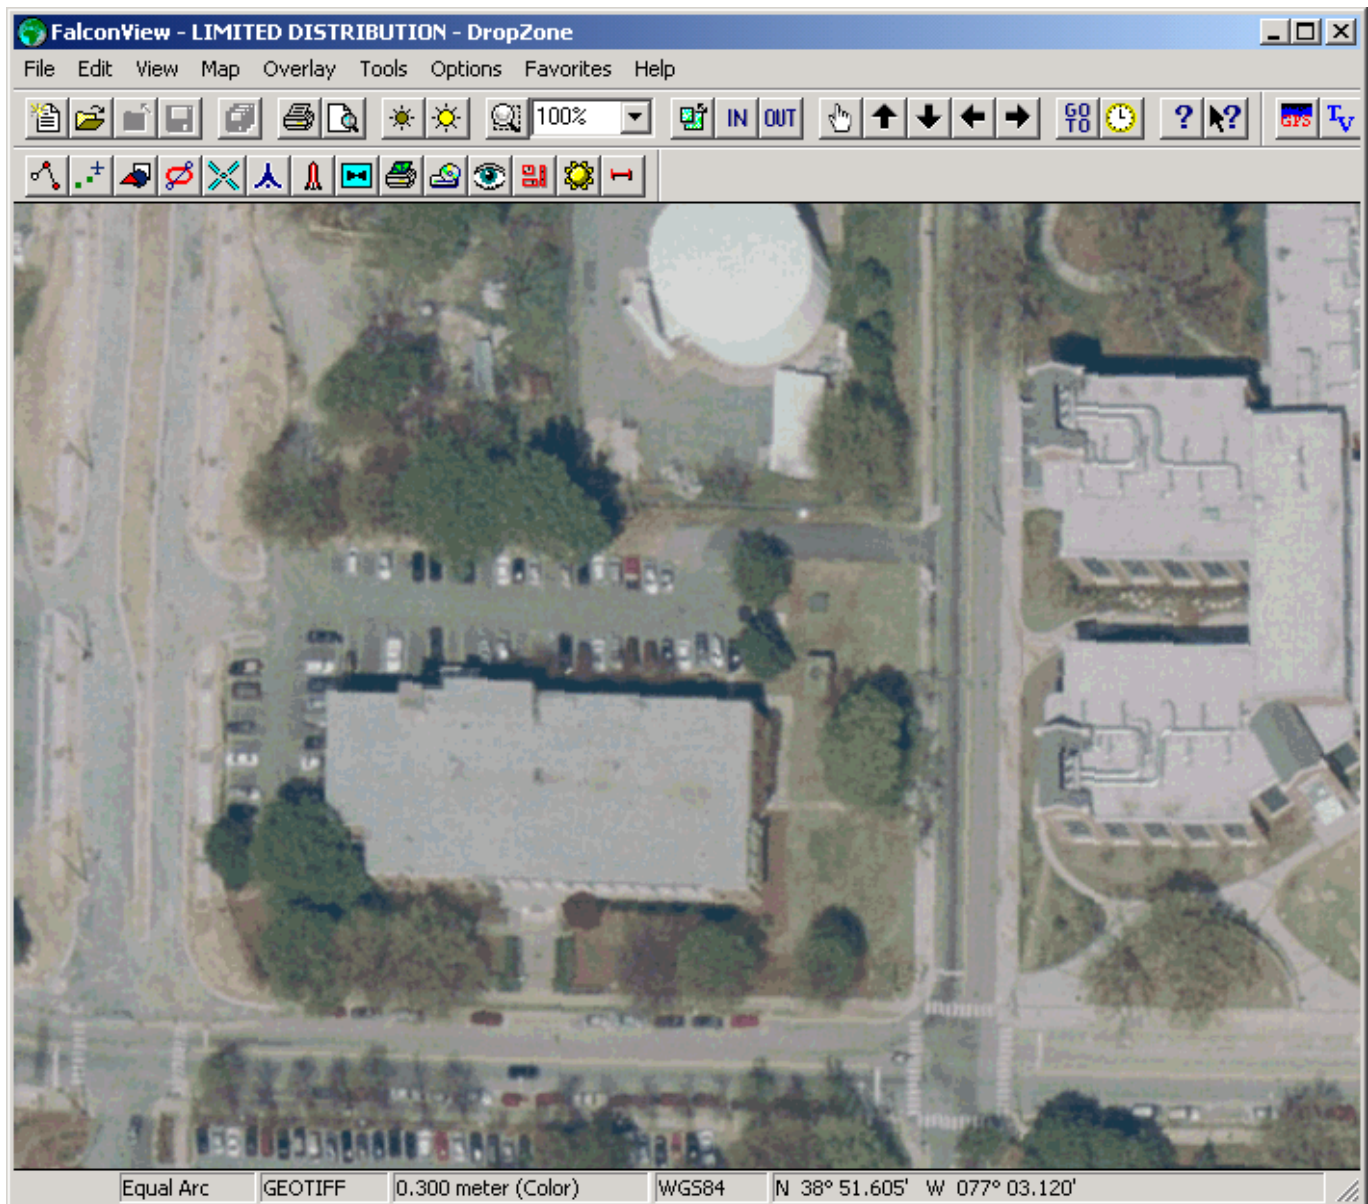 FalconView - LIMITED DISTRIBUTION - DropZone
File Edit View Map Overlay Tools Options Favorites Help
100% IN OUT GO TO ? ? GPS TV
Equal Arc GEOTIFF 0.300 meter (Color) WGS84 N 38° 51.605' W 077° 03.120'